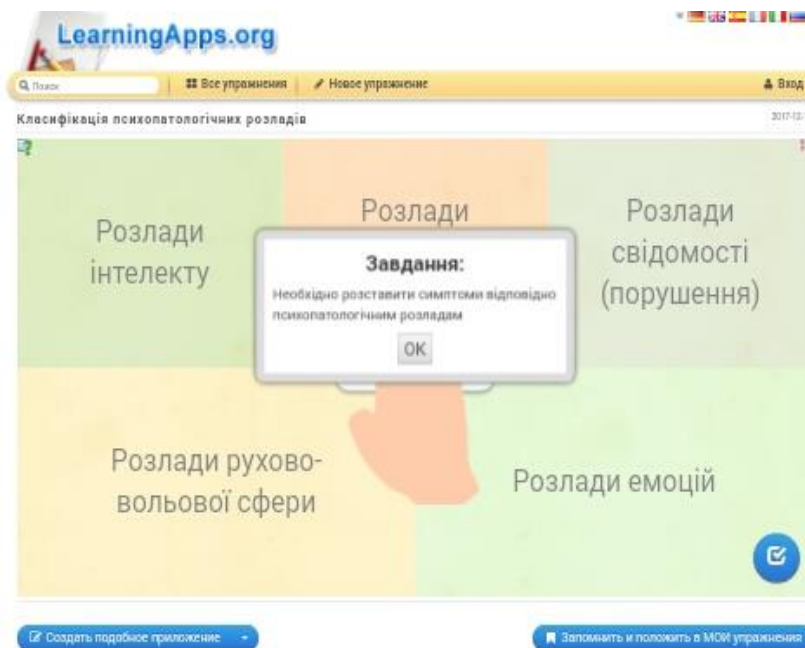 LearningApps.org
Поиск
Все упражнения
Новое упражнение
Вход
Класифікація психопатологічних розладів
2017-12-
Розлади
інтелекту
Розлади
Розлади
свідомості
(порушення)
Завдання:
Необхідно розставити симптоми відповідно
психопатологічним розладам
OK
Розлади рухово-
вольової сфери
Розлади емоцій
Создать подобное приложение
Запомнить и положить в МОИ упражнения